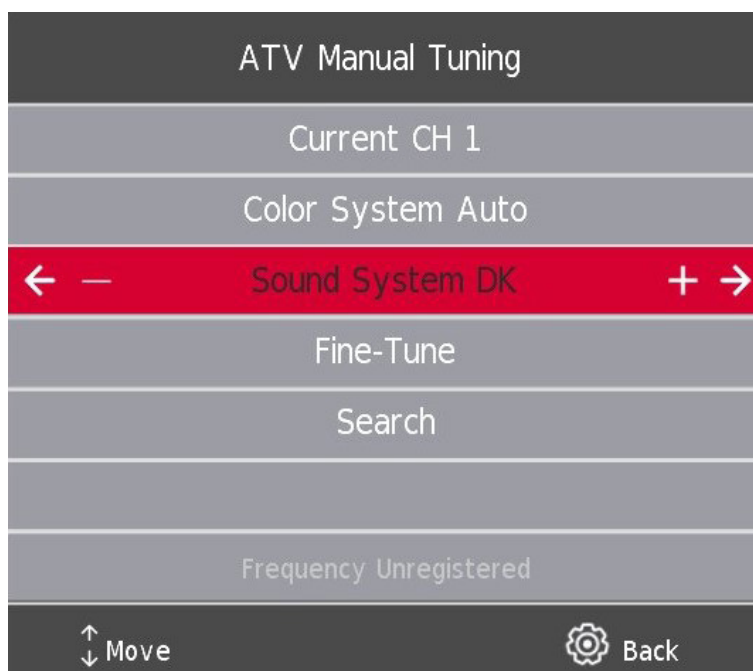 ATV Manual Tuning
Current CH 1
Color System Auto
← — Sound System DK + →
Fine-Tune
Search
Frequency Unregistered
↑↓ Move Back